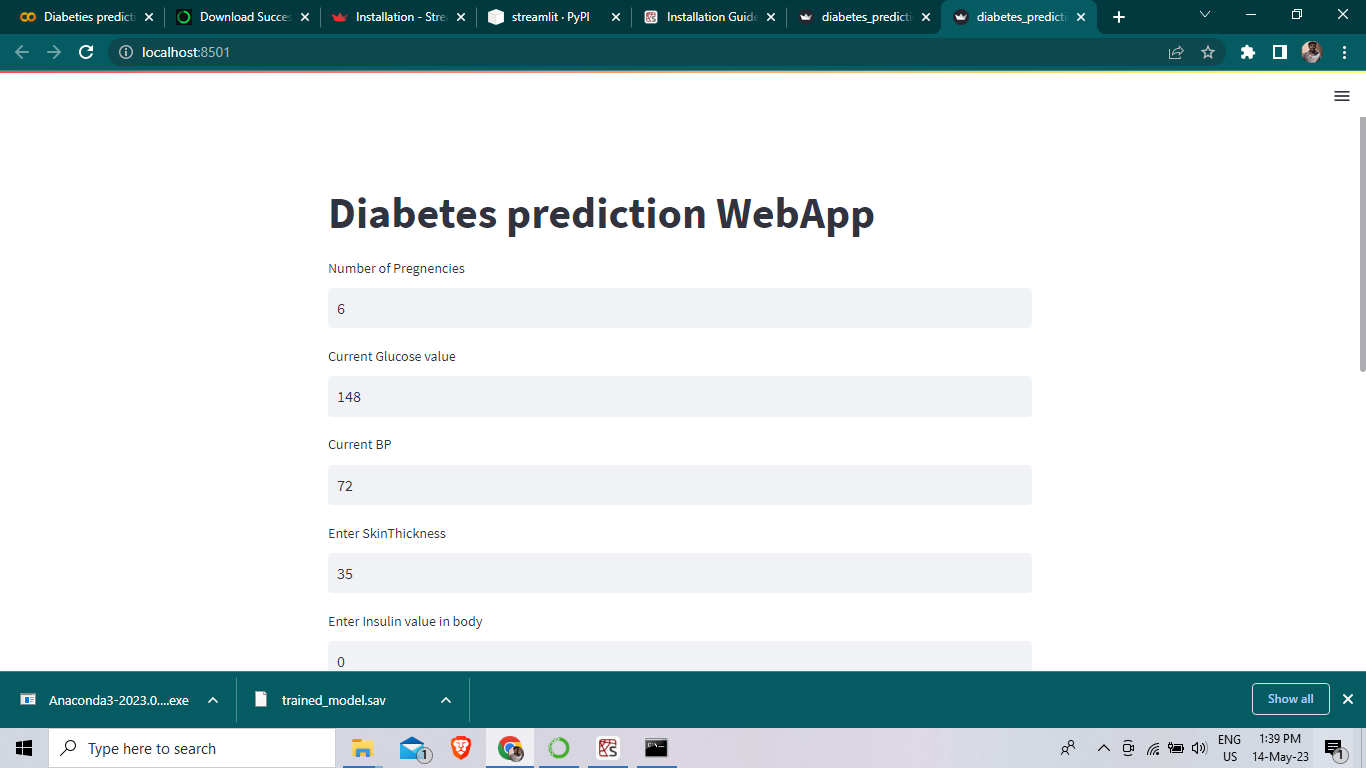 Diabeties predicti
Download Succes
Installation - Stre
streamlit · PyPI
Installation Guide
diabetes_predicti
diabetes_predicti
localhost:8501
Diabetes prediction WebApp
Number of Pregnencies
6
Current Glucose value
148
Current BP
72
Enter SkinThickness
35
Enter Insulin value in body
0
Anaconda3-2023.0....exe
trained_model.sav
Show all
Type here to search
1
ENG
US
1:39 PM
14-May-23
1